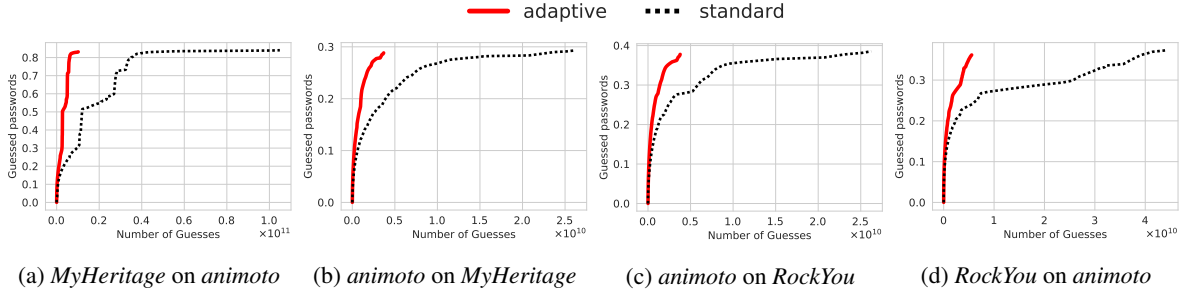 adaptive standard
Guessed passwords
0.8
0.7
0.6
0.5
0.4
0.3
0.2
0.1
0.0
0.0 0.2 0.4 0.6 0.8 1.0
Number of Guesses ×10^11
(a) MyHeritage on animoto
Guessed passwords
0.3
0.2
0.1
0.0
0.0 0.5 1.0 1.5 2.0 2.5
Number of Guesses ×10^10
(b) animoto on MyHeritage
Guessed passwords
0.4
0.3
0.2
0.1
0.0
0.0 0.5 1.0 1.5 2.0 2.5
Number of Guesses ×10^10
(c) animoto on RockYou
Guessed passwords
0.3
0.2
0.1
0.0
0 1 2 3 4
Number of Guesses ×10^10
(d) RockYou on animoto